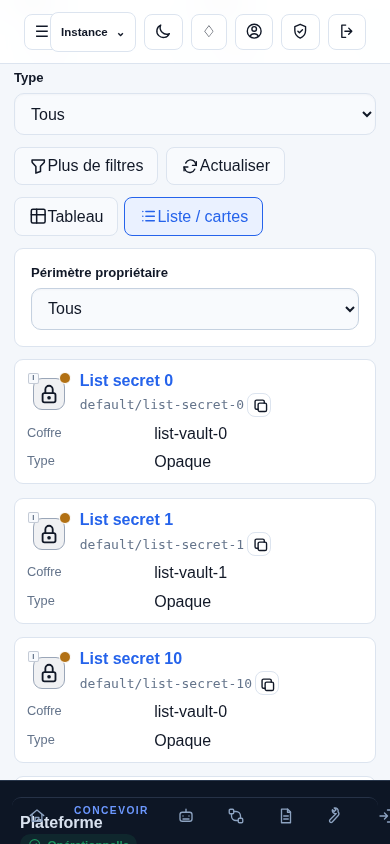 Instance
Type
Tous
Plus de filtres
Actualiser
Tableau
Liste / cartes
Périmètre propriétaire
Tous
I
List secret 0
default/list-secret-0
Coffre
list-vault-0
Type
Opaque
I
List secret 1
default/list-secret-1
Coffre
list-vault-1
Type
Opaque
I
List secret 10
default/list-secret-10
Coffre
list-vault-0
Type
Opaque
CONCEVOIR
Plateforme
Opérationnelle